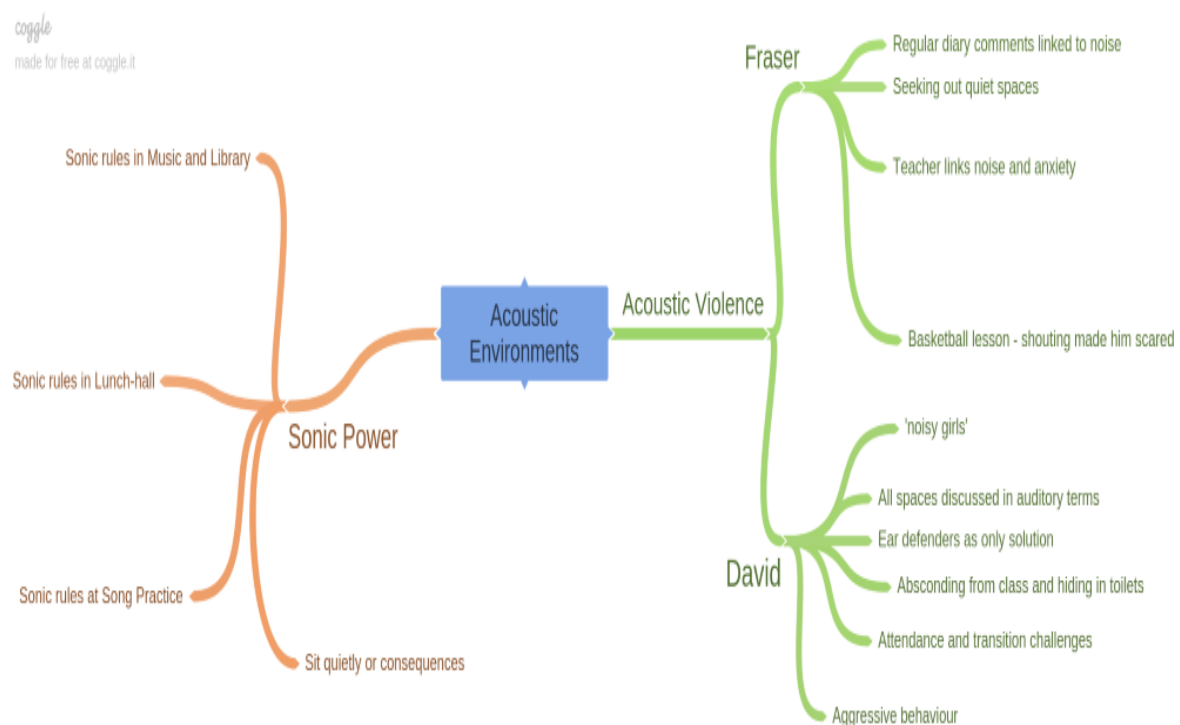 coggle
made for free at coggle.it
Sonic rules in Music and Library
Sonic rules in Lunch-hall
Sonic Power
Sonic rules at Song Practice
Sit quietly or consequences
Acoustic
Environments
Acoustic Violence
Fraser
Regular diary comments linked to noise
Seeking out quiet spaces
Teacher links noise and anxiety
Basketball lesson - shouting made him scared
David
'noisy girls'
All spaces discussed in auditory terms
Ear defenders as only solution
Absconding from class and hiding in toilets
Attendance and transition challenges
Aggressive behaviour